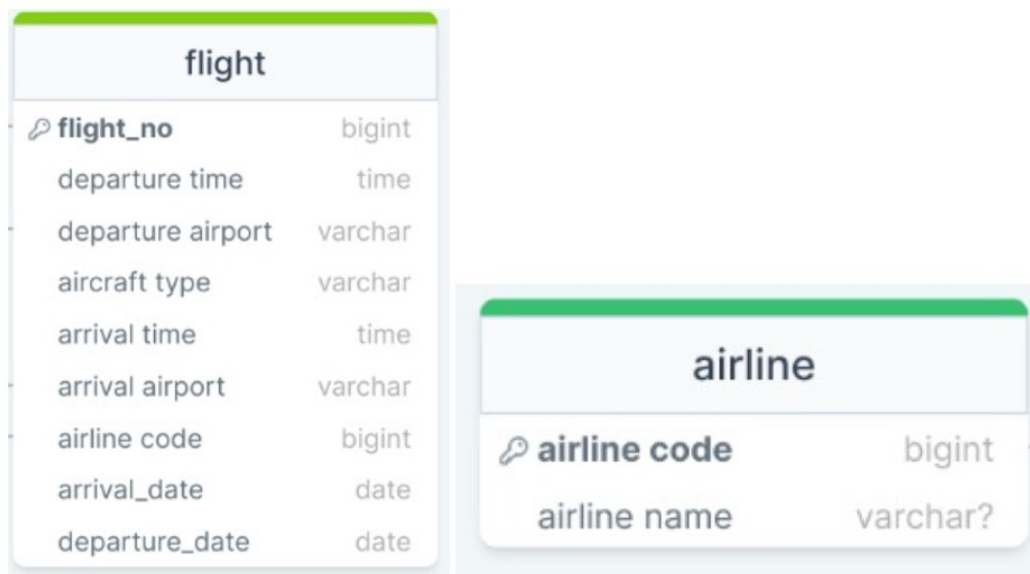 flight
flight_no bigint
departure time time
departure airport varchar
aircraft type varchar
arrival time time
arrival airport varchar
airline code bigint
arrival_date date
departure_date date
airline
airline code bigint
airline name varchar?